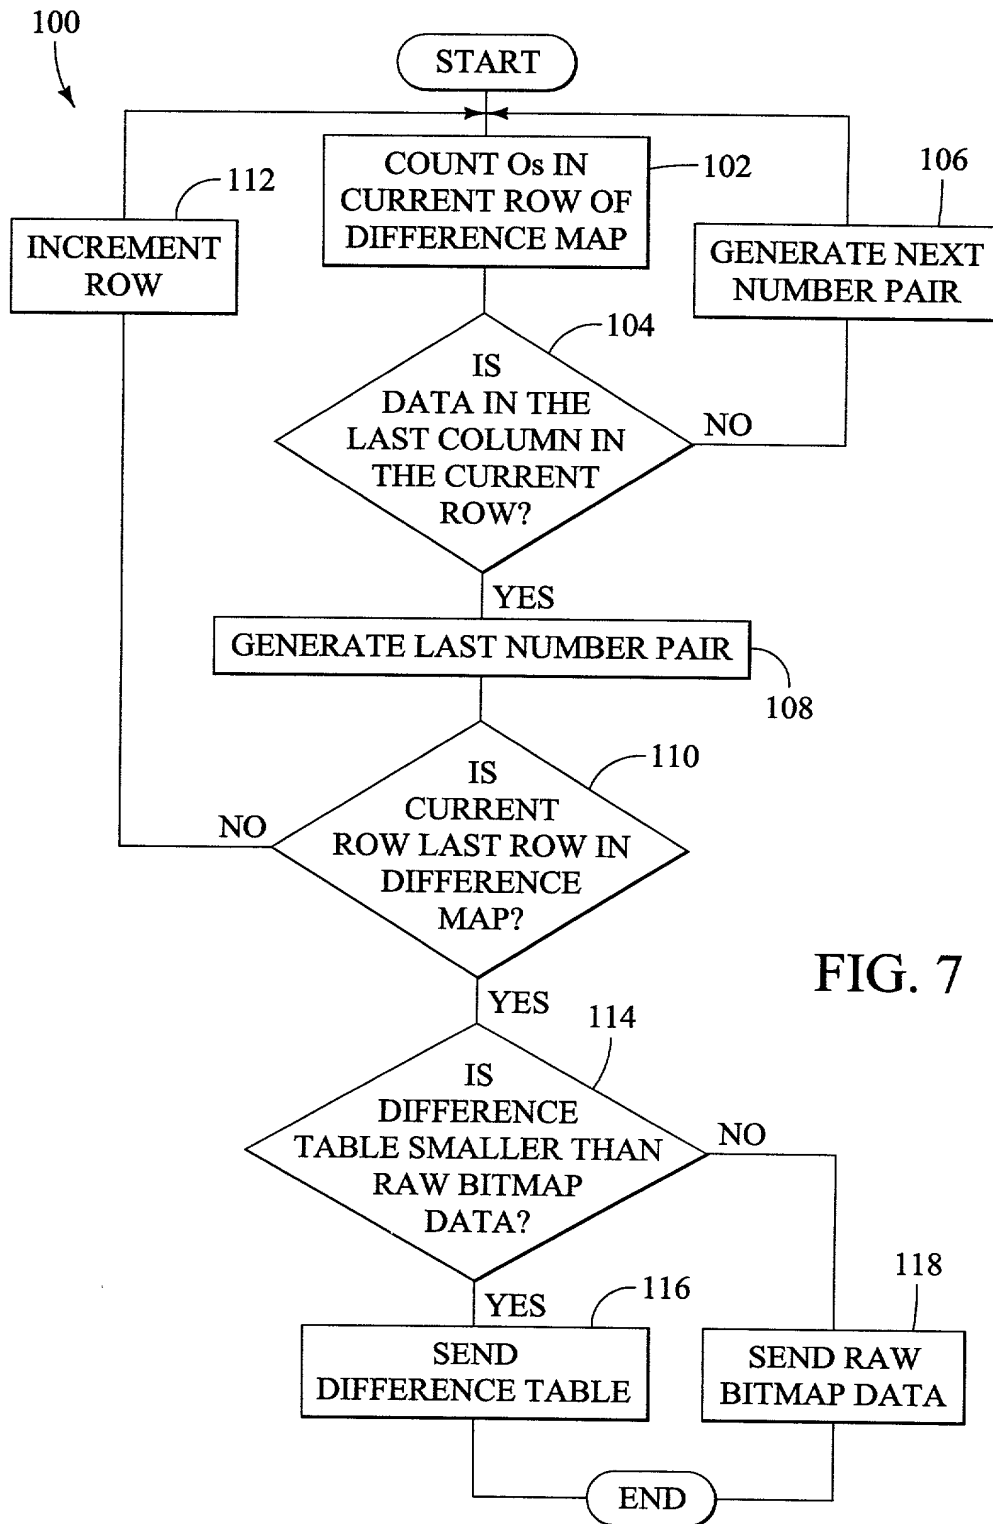 100
START
COUNT Os IN
CURRENT ROW OF
DIFFERENCE MAP
102
112
INCREMENT
ROW
106
GENERATE NEXT
NUMBER PAIR
104
IS
DATA IN THE
LAST COLUMN IN
THE CURRENT
ROW?
NO
YES
GENERATE LAST NUMBER PAIR
108
110
IS
CURRENT
ROW LAST ROW IN
DIFFERENCE
MAP?
NO
YES
FIG. 7
114
IS
DIFFERENCE
TABLE SMALLER THAN
RAW BITMAP
DATA?
NO
YES
116
SEND
DIFFERENCE TABLE
118
SEND RAW
BITMAP DATA
END